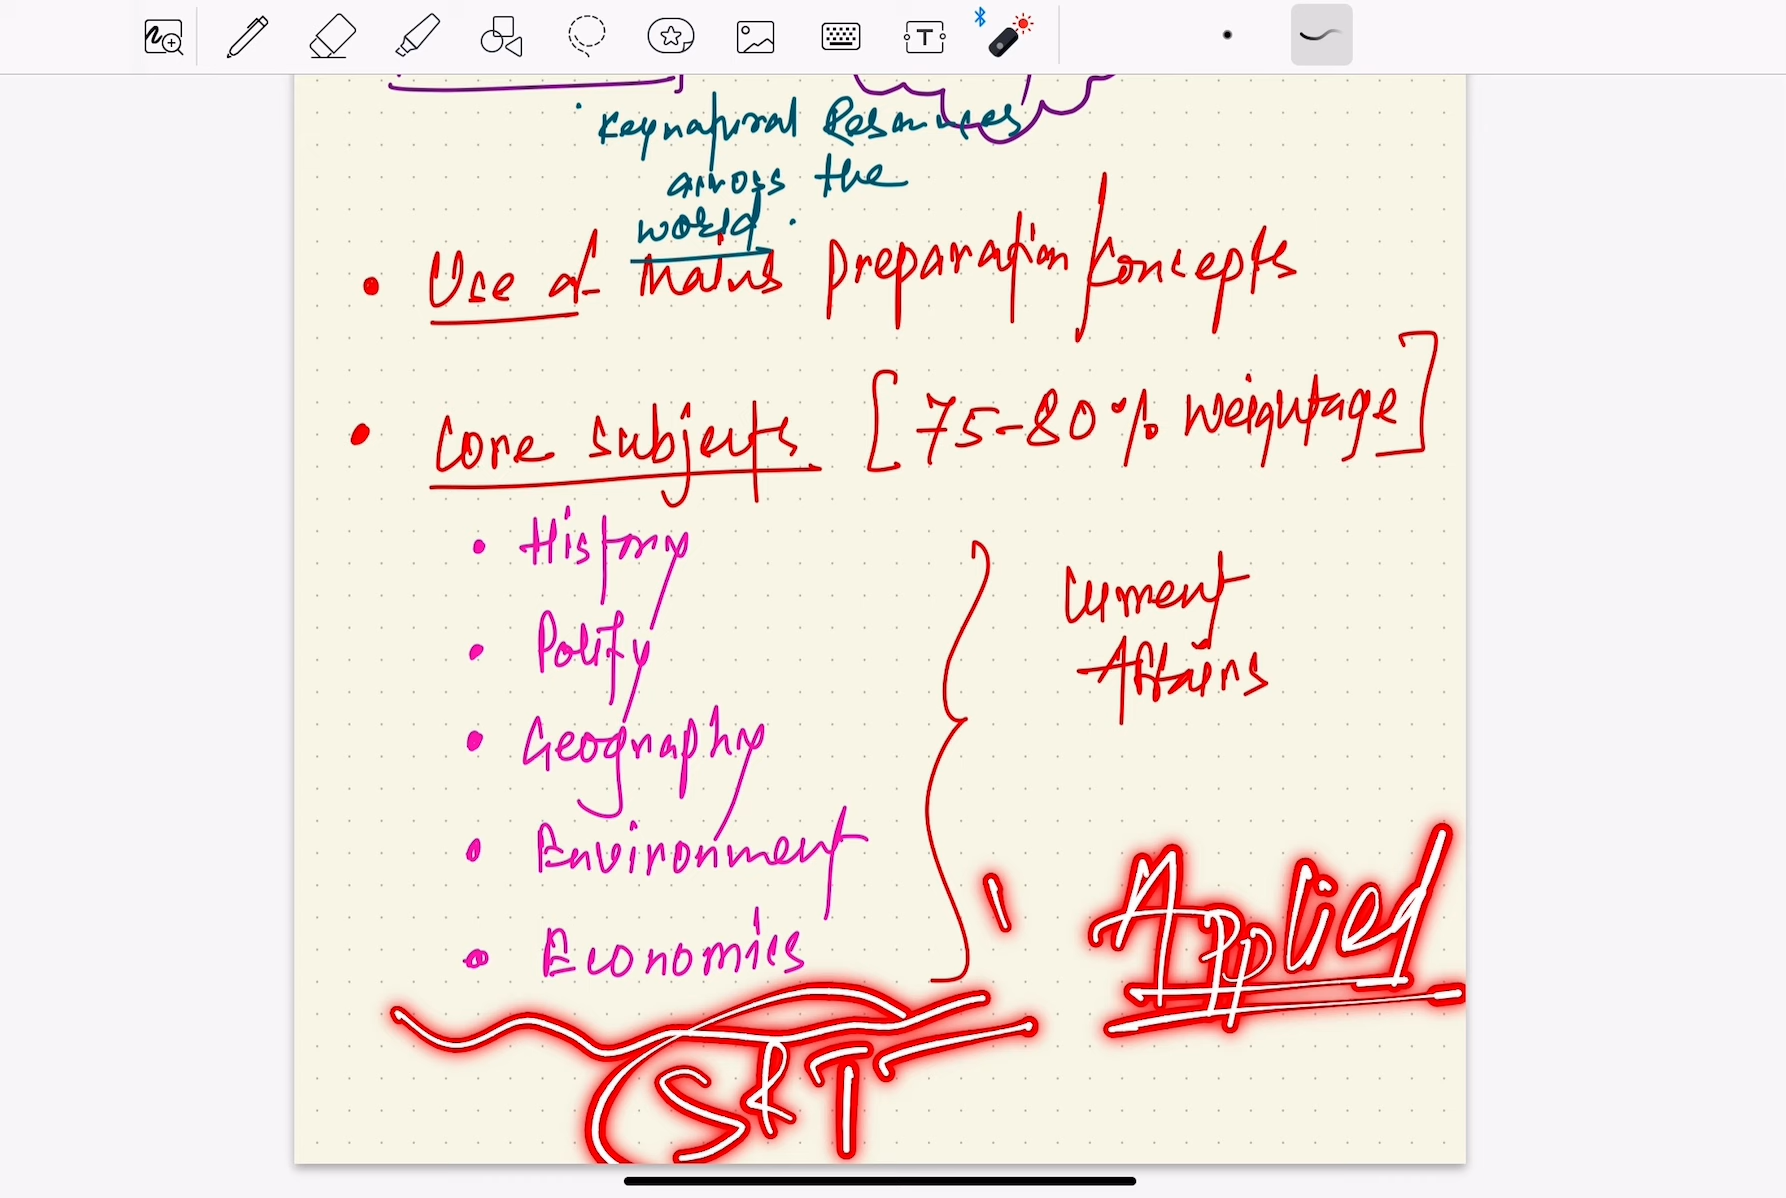 Key natural Resources
across the
world.
• Use of Mains Preparation/Concepts
• Core Subjects [75-80% weightage]
• History
• Polity
• Geography
• Environment
• Economics
Current
Affairs
Applied
S&T
T